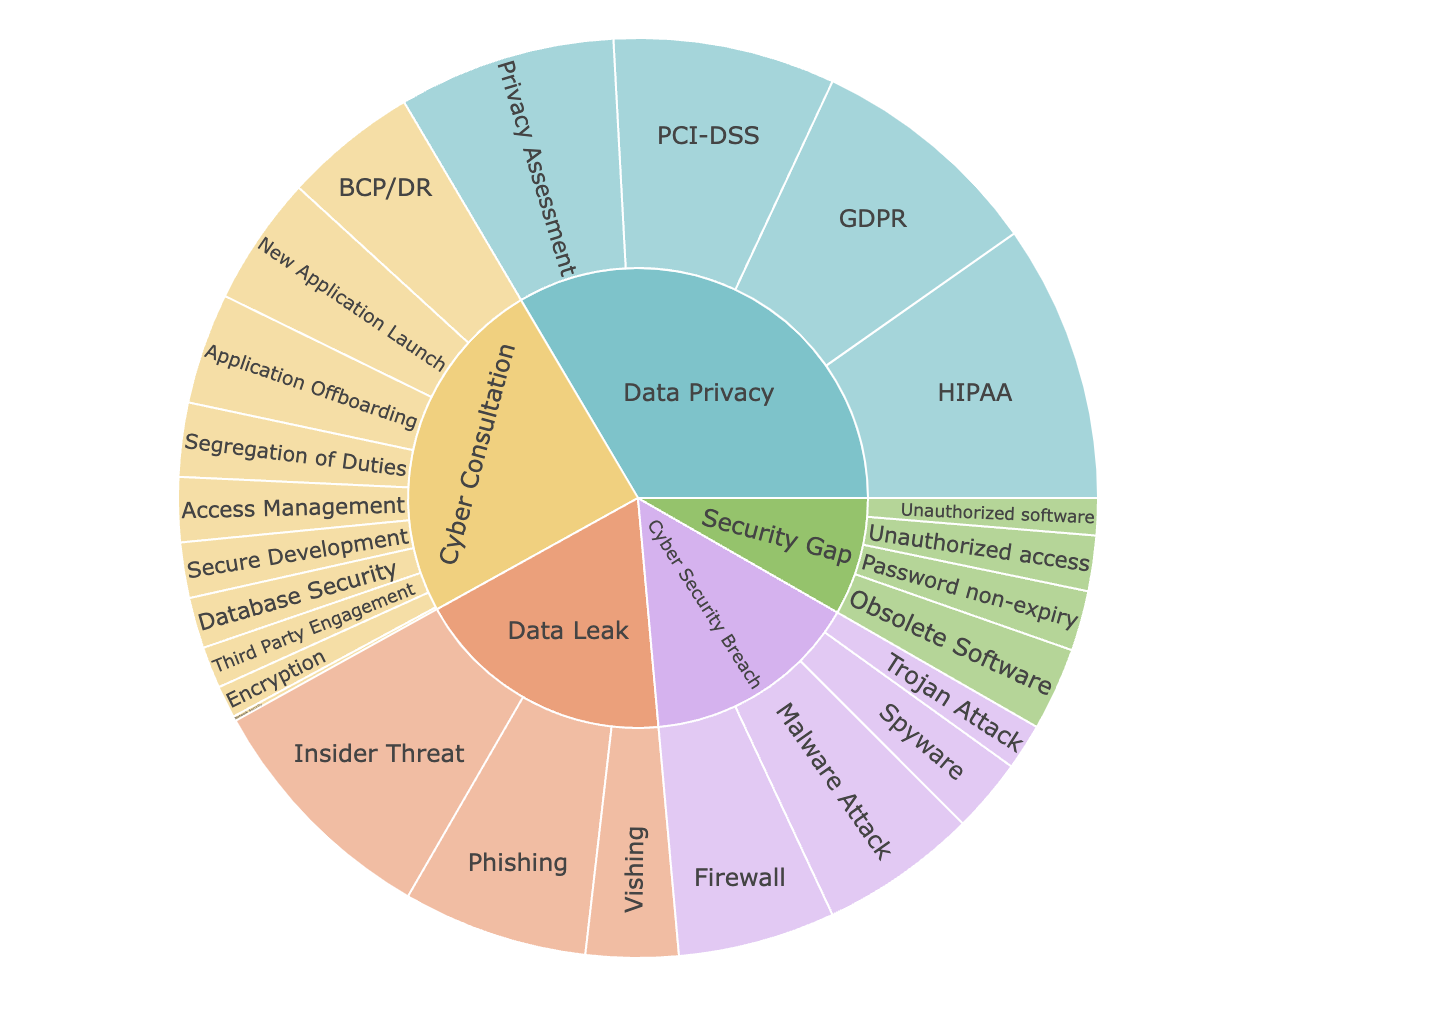 Privacy Assessment
PCI-DSS
GDPR
HIPAA
Data Privacy
BCP/DR
New Application Launch
Application Offboarding
Segregation of Duties
Access Management
Secure Development
Database Security
Third Party Engagement
Encryption
Cyber Consultation
Data Leak
Insider Threat
Phishing
Vishing
Cyber Security Breach
Firewall
Malware Attack
Spyware
Trojan Attack
Security Gap
Unauthorized software
Unauthorized access
Password non-expiry
Obsolete Software